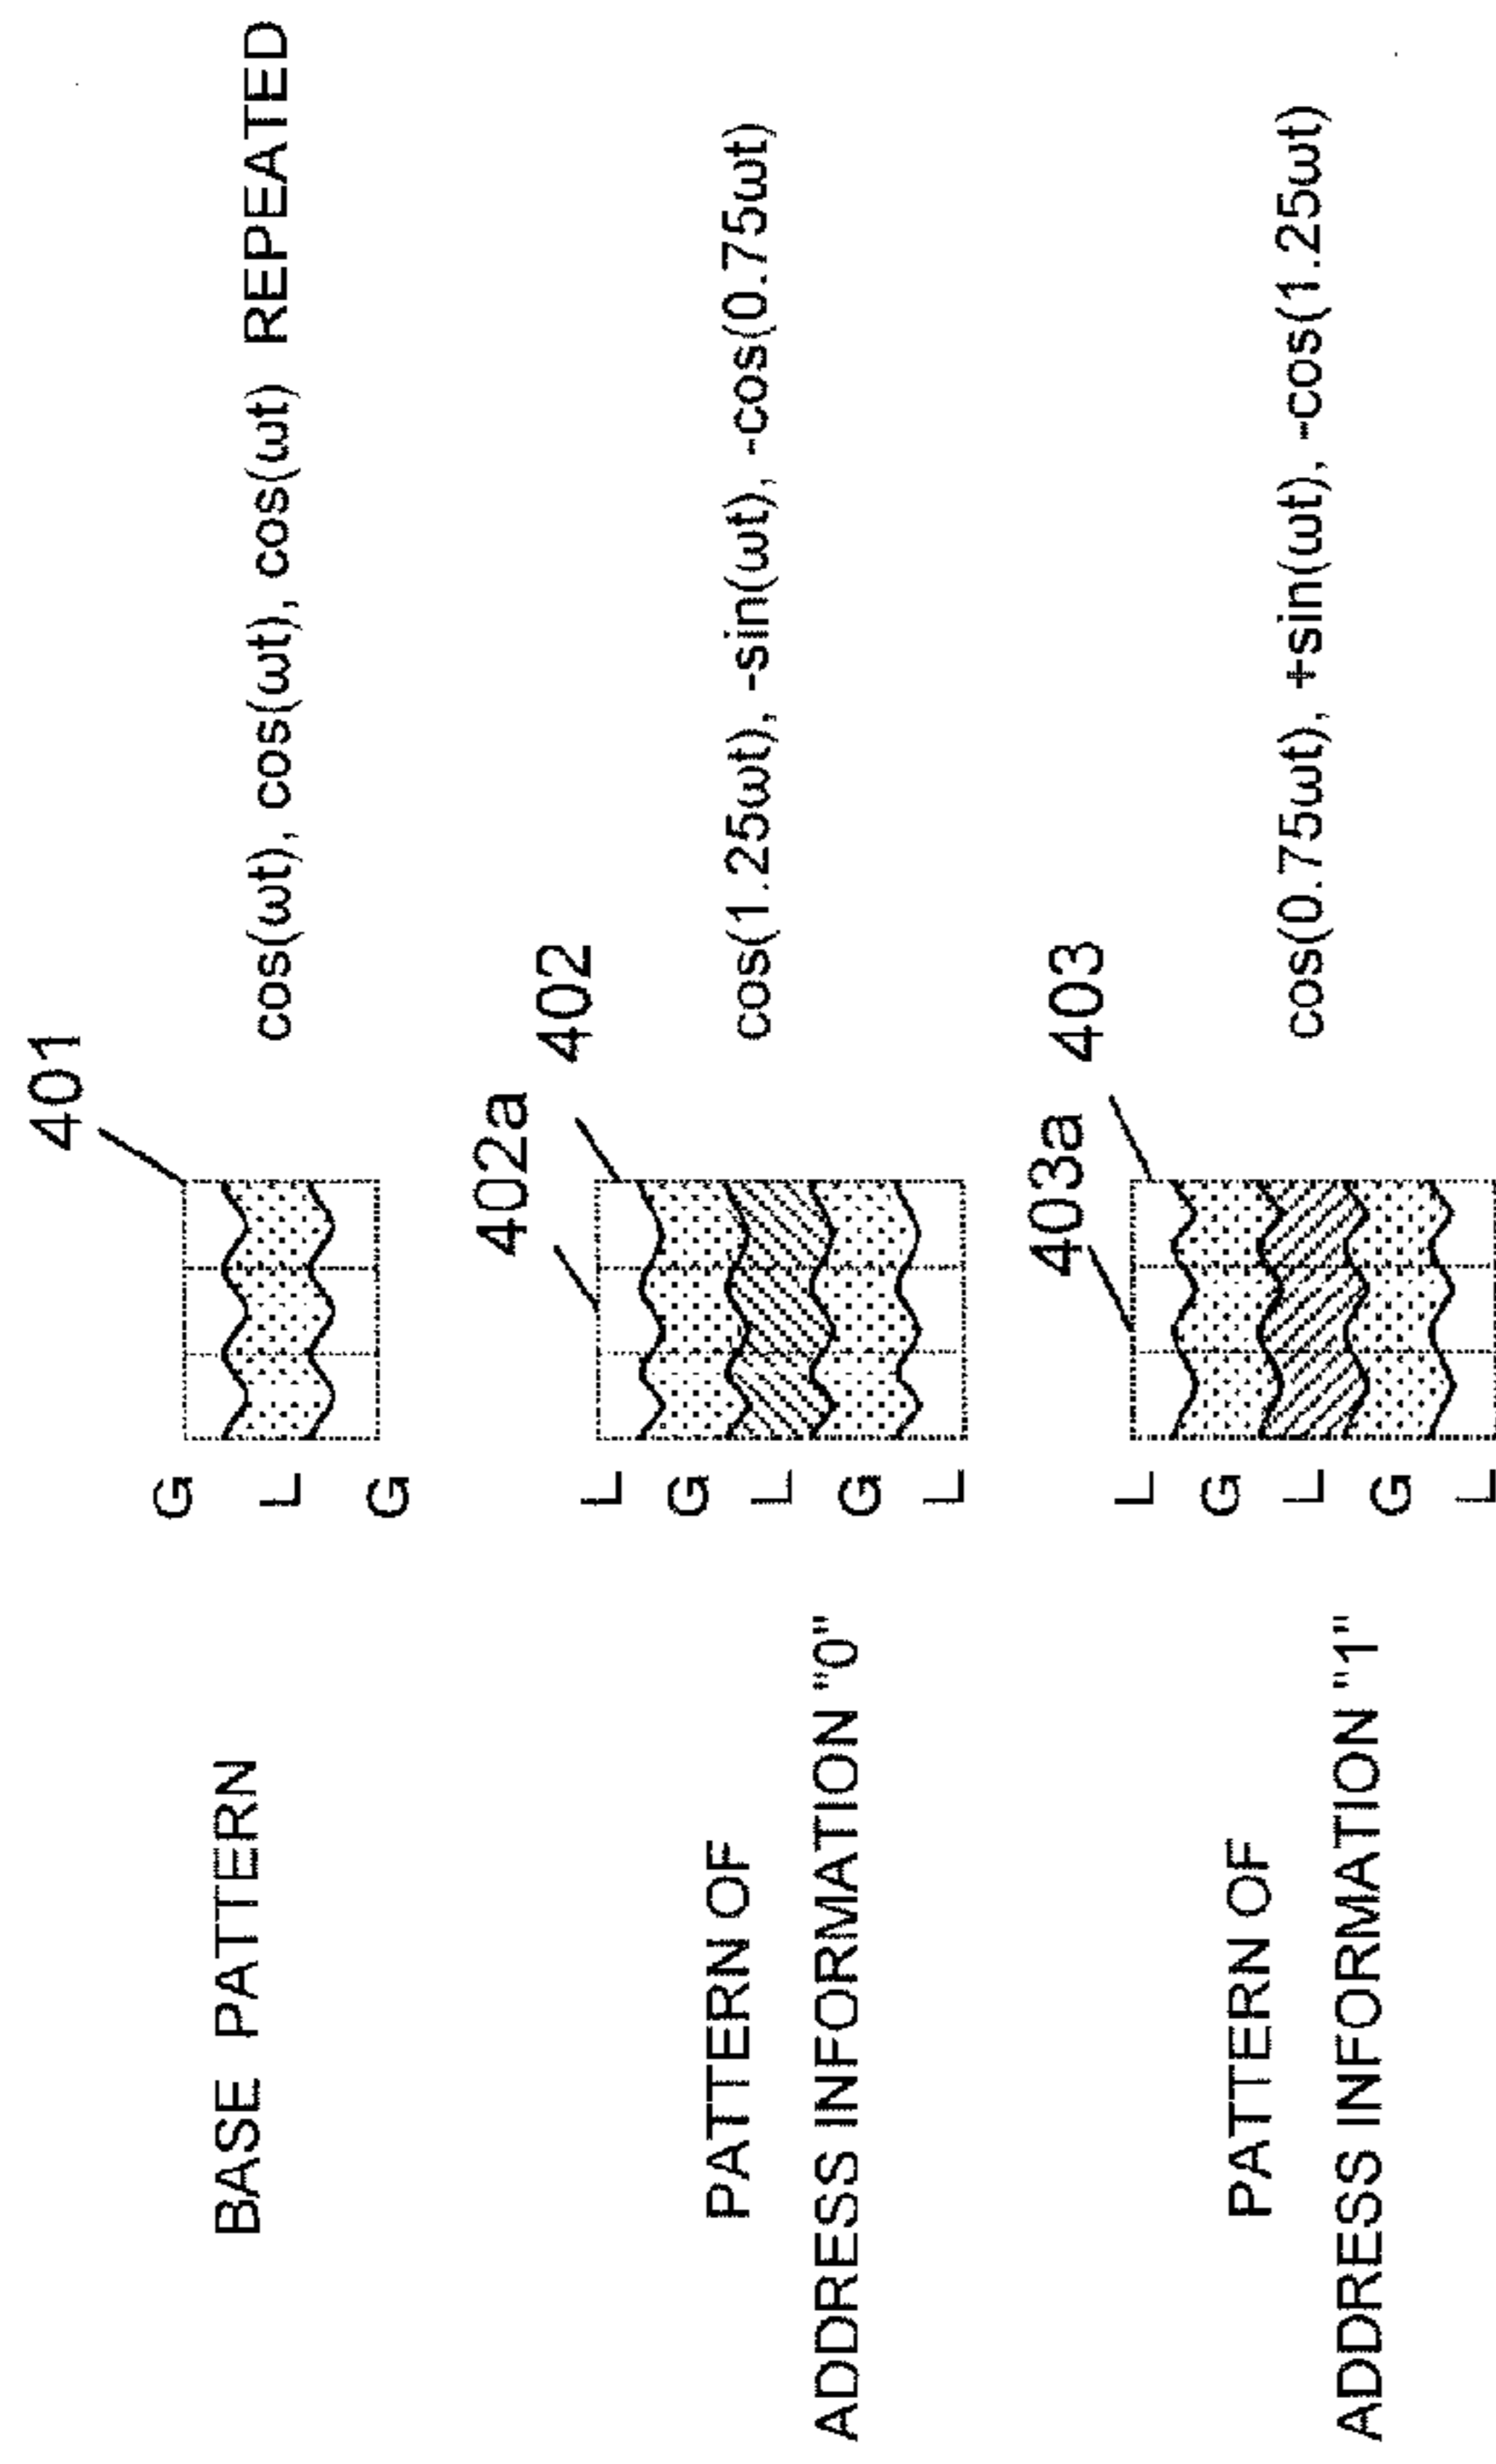 BASE PATTERN
G
L
G
401
cos(ωt), cos(ωt), cos(ωt) REPEATED
PATTERN OF
ADDRESS INFORMATION "0"
L
G
L
G
L
402a
402
cos(1.25ωt), -sin(ωt), -cos(0.75ωt)
PATTERN OF
ADDRESS INFORMATION "1"
L
G
L
G
L
403a
403
cos(0.75ωt), +sin(ωt), -cos(1.25ωt)